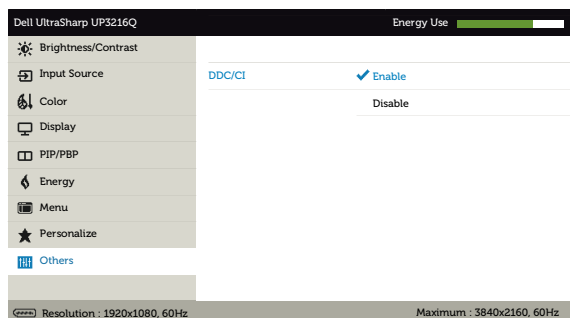 Dell UltraSharp UP3216Q Energy Use
Brightness/Contrast
Input Source DDC/CI Enable
Color Disable
Display
PIP/PBP
Energy
Menu
Personalize
Others
Resolution : 1920x1080, 60Hz Maximum : 3840x2160, 60Hz